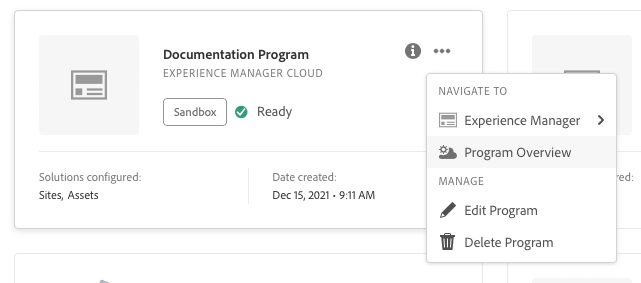 Documentation Program
EXPERIENCE MANAGER CLOUD
Sandbox Ready
NAVIGATE TO
Experience Manager
Program Overview
MANAGE
Edit Program
Delete Program
Solutions configured:
Sites, Assets
Date created:
Dec 15, 2021 • 9:11 AM
red: